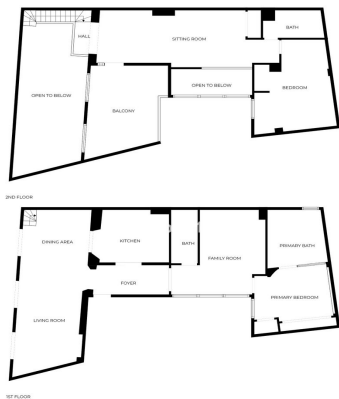 BATH
HALL
SITTING ROOM
OPEN TO BELOW
BEDROOM
OPEN TO BELOW
BALCONY
2ND FLOOR
DINING AREA
KITCHEN
BATH
FAMILY ROOM
PRIMARY BATH
FOYER
PRIMARY BEDROOM
LIVING ROOM
1ST FLOOR